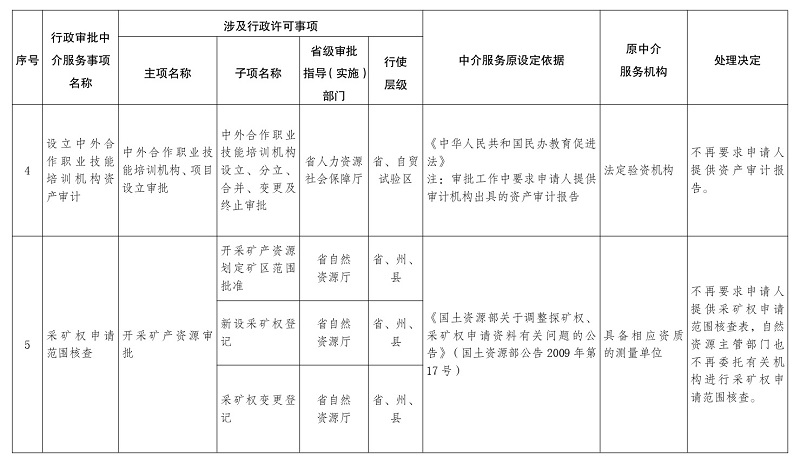 序号
行政审批中
介服务事项
名称
涉及行政许可事项
主项名称
子项名称
省级审批
指导（实施）
部门
行使
层级
中介服务原设定依据
原中介
服务机构
处理决定
4
设立中外合
作职业技能
培训机构资
产审计
中外合作职业技
能培训机构、项目
设立审批
中外合作职业
技能培训机构
设立、分立、
合并、变更及
终止审批
省人力资源
社会保障厅
省、自贸
试验区
《中华人民共和国民办教育促进
法》
注：审批工作中要求申请人提供
审计机构出具的资产审计报告
法定验资机构
不再要求申请人
提供资产审计报
告。
5
采矿权申请
范围核查
开采矿产资源审
批
开采矿产资源
划定矿区范围
批准
省自然
资源厅
省、州、
县
新设采矿权登
记
省自然
资源厅
省、州、
县
采矿权变更登
记
省自然
资源厅
省、州、
县
《国土资源部关于调整探矿权、
采矿权申请资料有关问题的公
告》（国土资源部公告 2009 年第
17 号）
具备相应资质
的测量单位
不再要求申请人
提供采矿权申请
范围核查表，自然
资源主管部门也
不再委托有关机
构进行采矿权申
请范围核查。